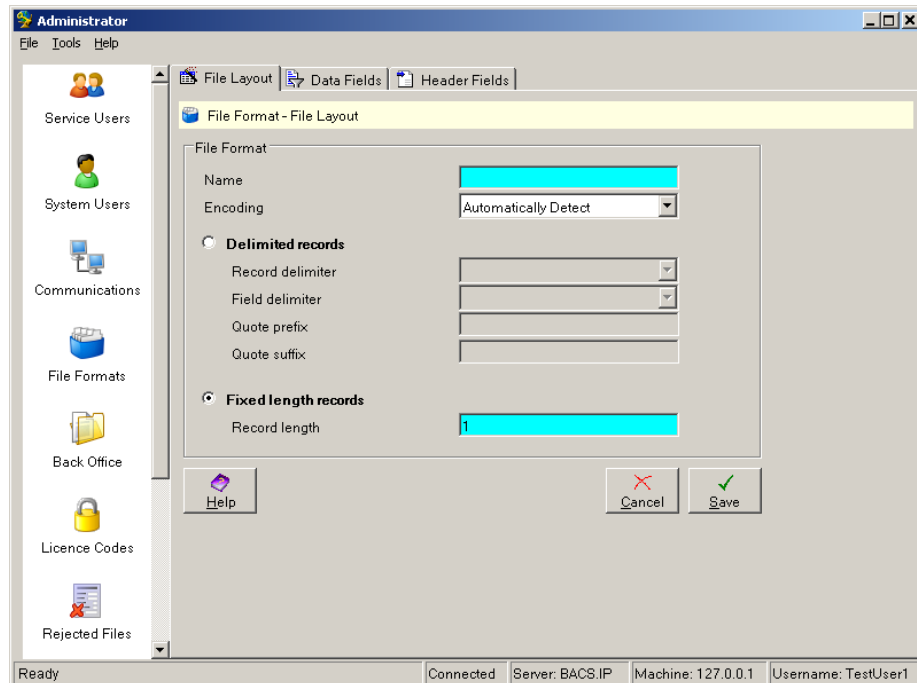 Administrator
File Tools Help
Service Users
System Users
Communications
File Formats
Back Office
Licence Codes
Rejected Files
File Layout Data Fields Header Fields
File Format - File Layout
File Format
Name
Encoding Automatically Detect
Delimited records
Record delimiter
Field delimiter
Quote prefix
Quote suffix
Fixed length records
Record length 1
Help Cancel Save
Ready Connected Server: BACS.IP Machine: 127.0.0.1 Username: TestUser1